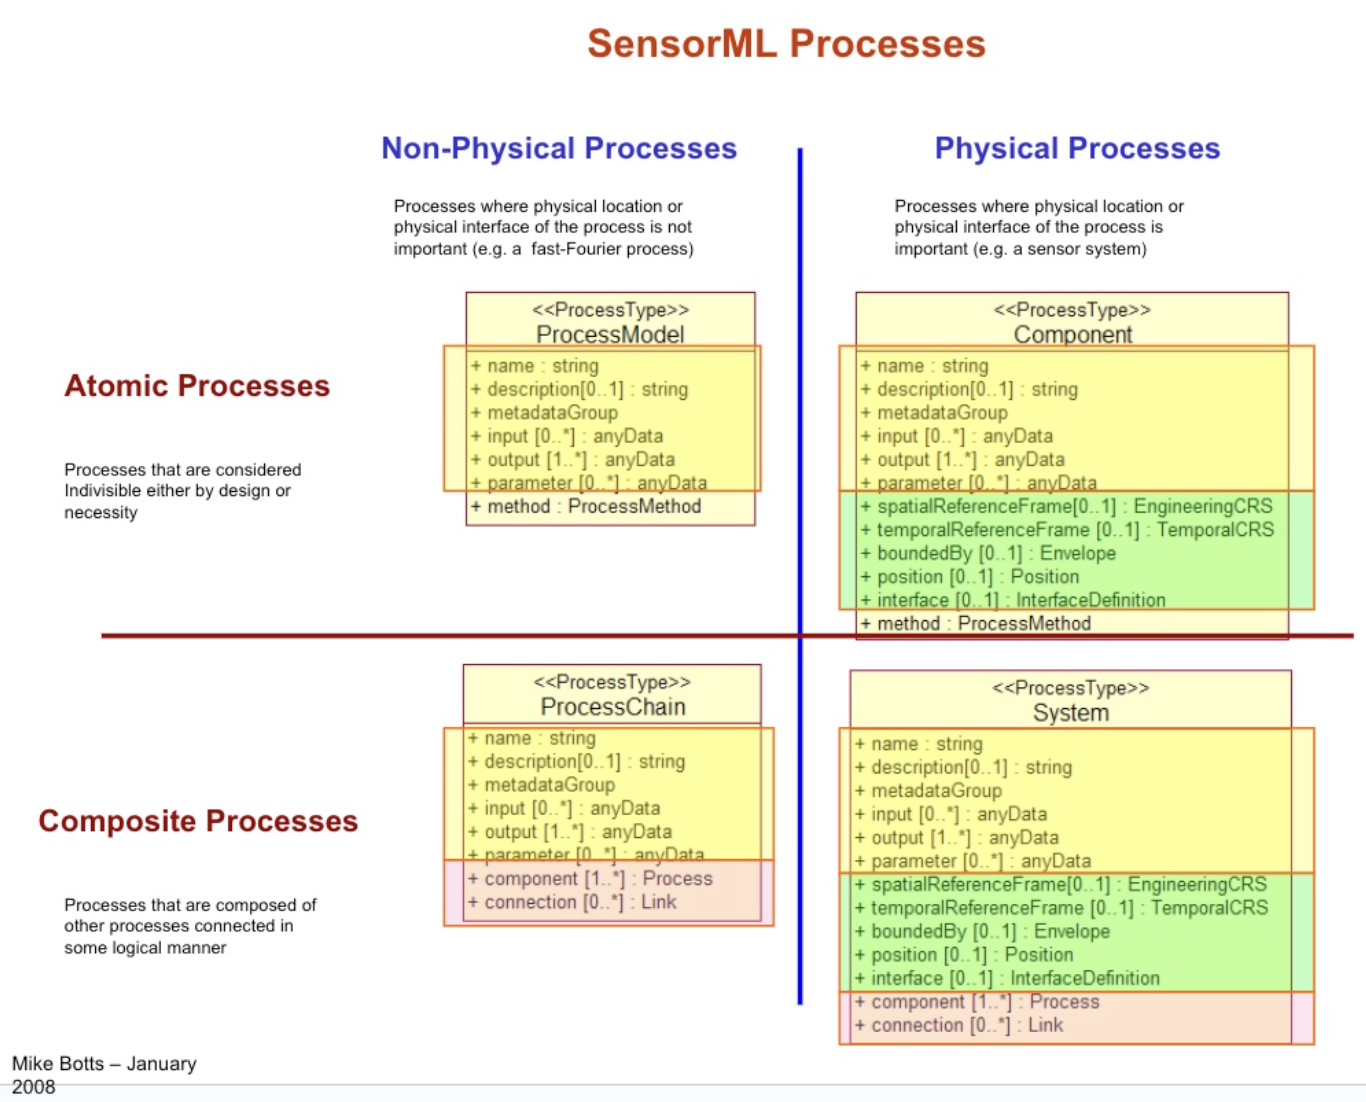 SensorML Processes
Non-Physical Processes
Processes where physical location or
physical interface of the process is not
important (e.g. a  fast-Fourier process)
Physical Processes
Processes where physical location or
physical interface of the process is
important (e.g. a sensor system)
Atomic Processes
Processes that are considered
Indivisible either by design or
necessity
<<ProcessType>>
ProcessModel
+ name : string
+ description[0..1] : string
+ metadataGroup
+ input [0..*] : anyData
+ output [1..*] : anyData
+ parameter [0..*] : anyData
+ method : ProcessMethod
<<ProcessType>>
Component
+ name : string
+ description[0..1] : string
+ metadataGroup
+ input [0..*] : anyData
+ output [1..*] : anyData
+ parameter [0..*] : anyData
+ spatialReferenceFrame[0..1] : EngineeringCRS
+ temporalReferenceFrame [0..1] : TemporalCRS
+ boundedBy [0..1] : Envelope
+ position [0..1] : Position
+ interface [0..1] : InterfaceDefinition
+ method : ProcessMethod
Composite Processes
Processes that are composed of
other processes connected in
some logical manner
<<ProcessType>>
ProcessChain
+ name : string
+ description[0..1] : string
+ metadataGroup
+ input [0..*] : anyData
+ output [1..*] : anyData
+ parameter [0..*] : anyData
+ component [1..*] : Process
+ connection [0..*] : Link
<<ProcessType>>
System
+ name : string
+ description[0..1] : string
+ metadataGroup
+ input [0..*] : anyData
+ output [1..*] : anyData
+ parameter [0..*] : anyData
+ spatialReferenceFrame[0..1] : EngineeringCRS
+ temporalReferenceFrame [0..1] : TemporalCRS
+ boundedBy [0..1] : Envelope
+ position [0..1] : Position
+ interface [0..1] : InterfaceDefinition
+ component [1..*] : Process
+ connection [0..*] : Link
Mike Botts – January
2008